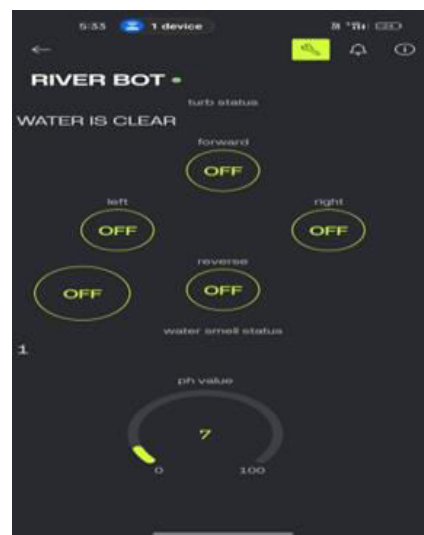 5:33 1 device
RIVER BOT
turb status
WATER IS CLEAR
forward
OFF
left right
OFF OFF
reverse
OFF OFF
water smell status
1
ph value
7
0 100